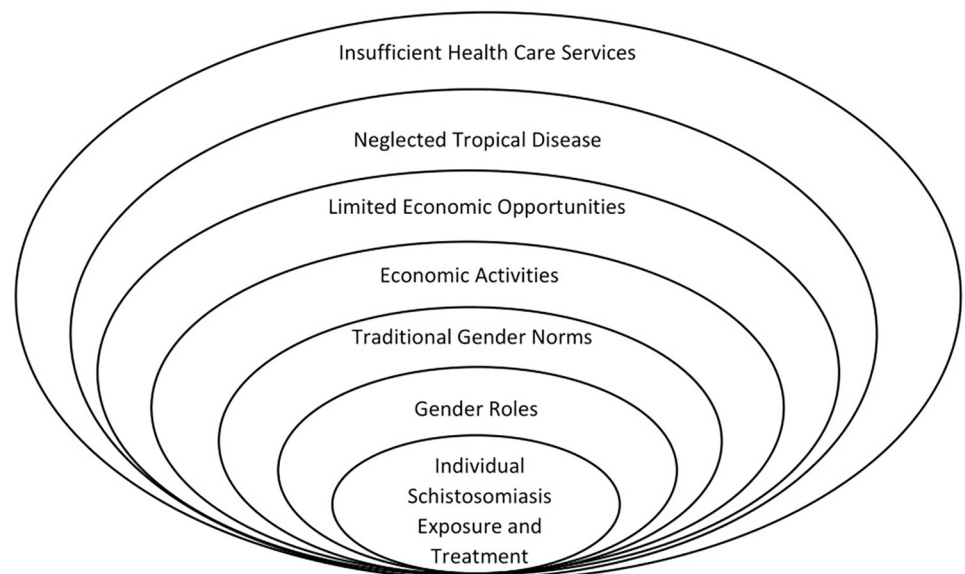 Insufficient Health Care Services
Neglected Tropical Disease
Limited Economic Opportunities
Economic Activities
Traditional Gender Norms
Gender Roles
Individual
Schistosomiasis
Exposure and
Treatment